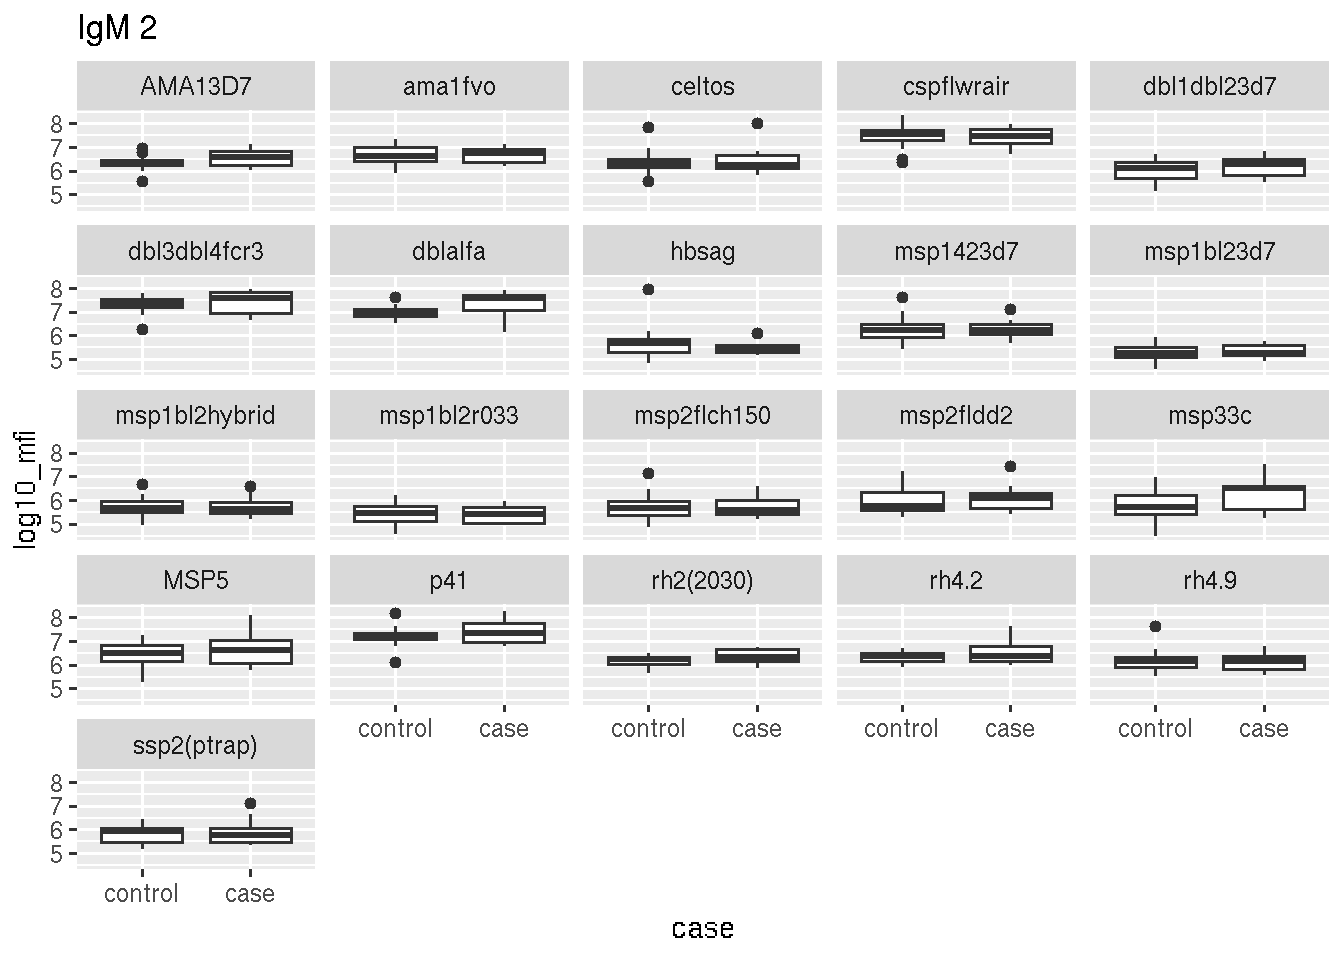 IgM 2
AMA13D7 ama1fvo celtos cspflwrair dbl1dbl23d7
8
7
6
5
dbl3dbl4fcr3 dblalfa hbsag msp1423d7 msp1bl23d7
8
7
6
5
msp1bl2hybrid msp1bl2r033 msp2flch150 msp2fldd2 msp33c
8
7
6
5
log10_mfi
MSP5 p41 rh2(2030) rh4.2 rh4.9
8
7
6
5
control case control case control case control case
ssp2(ptrap)
8
7
6
5
control case
case